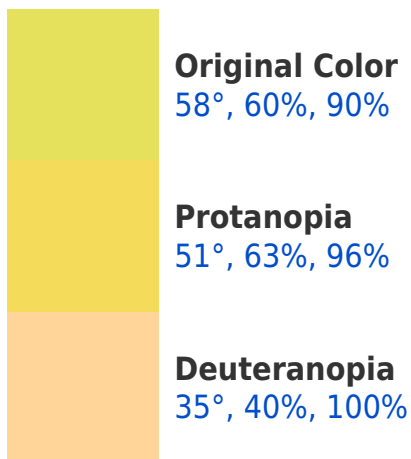 Original Color
58°, 60%, 90%
Protanopia
51°, 63%, 96%
Deuteranopia
35°, 40%, 100%